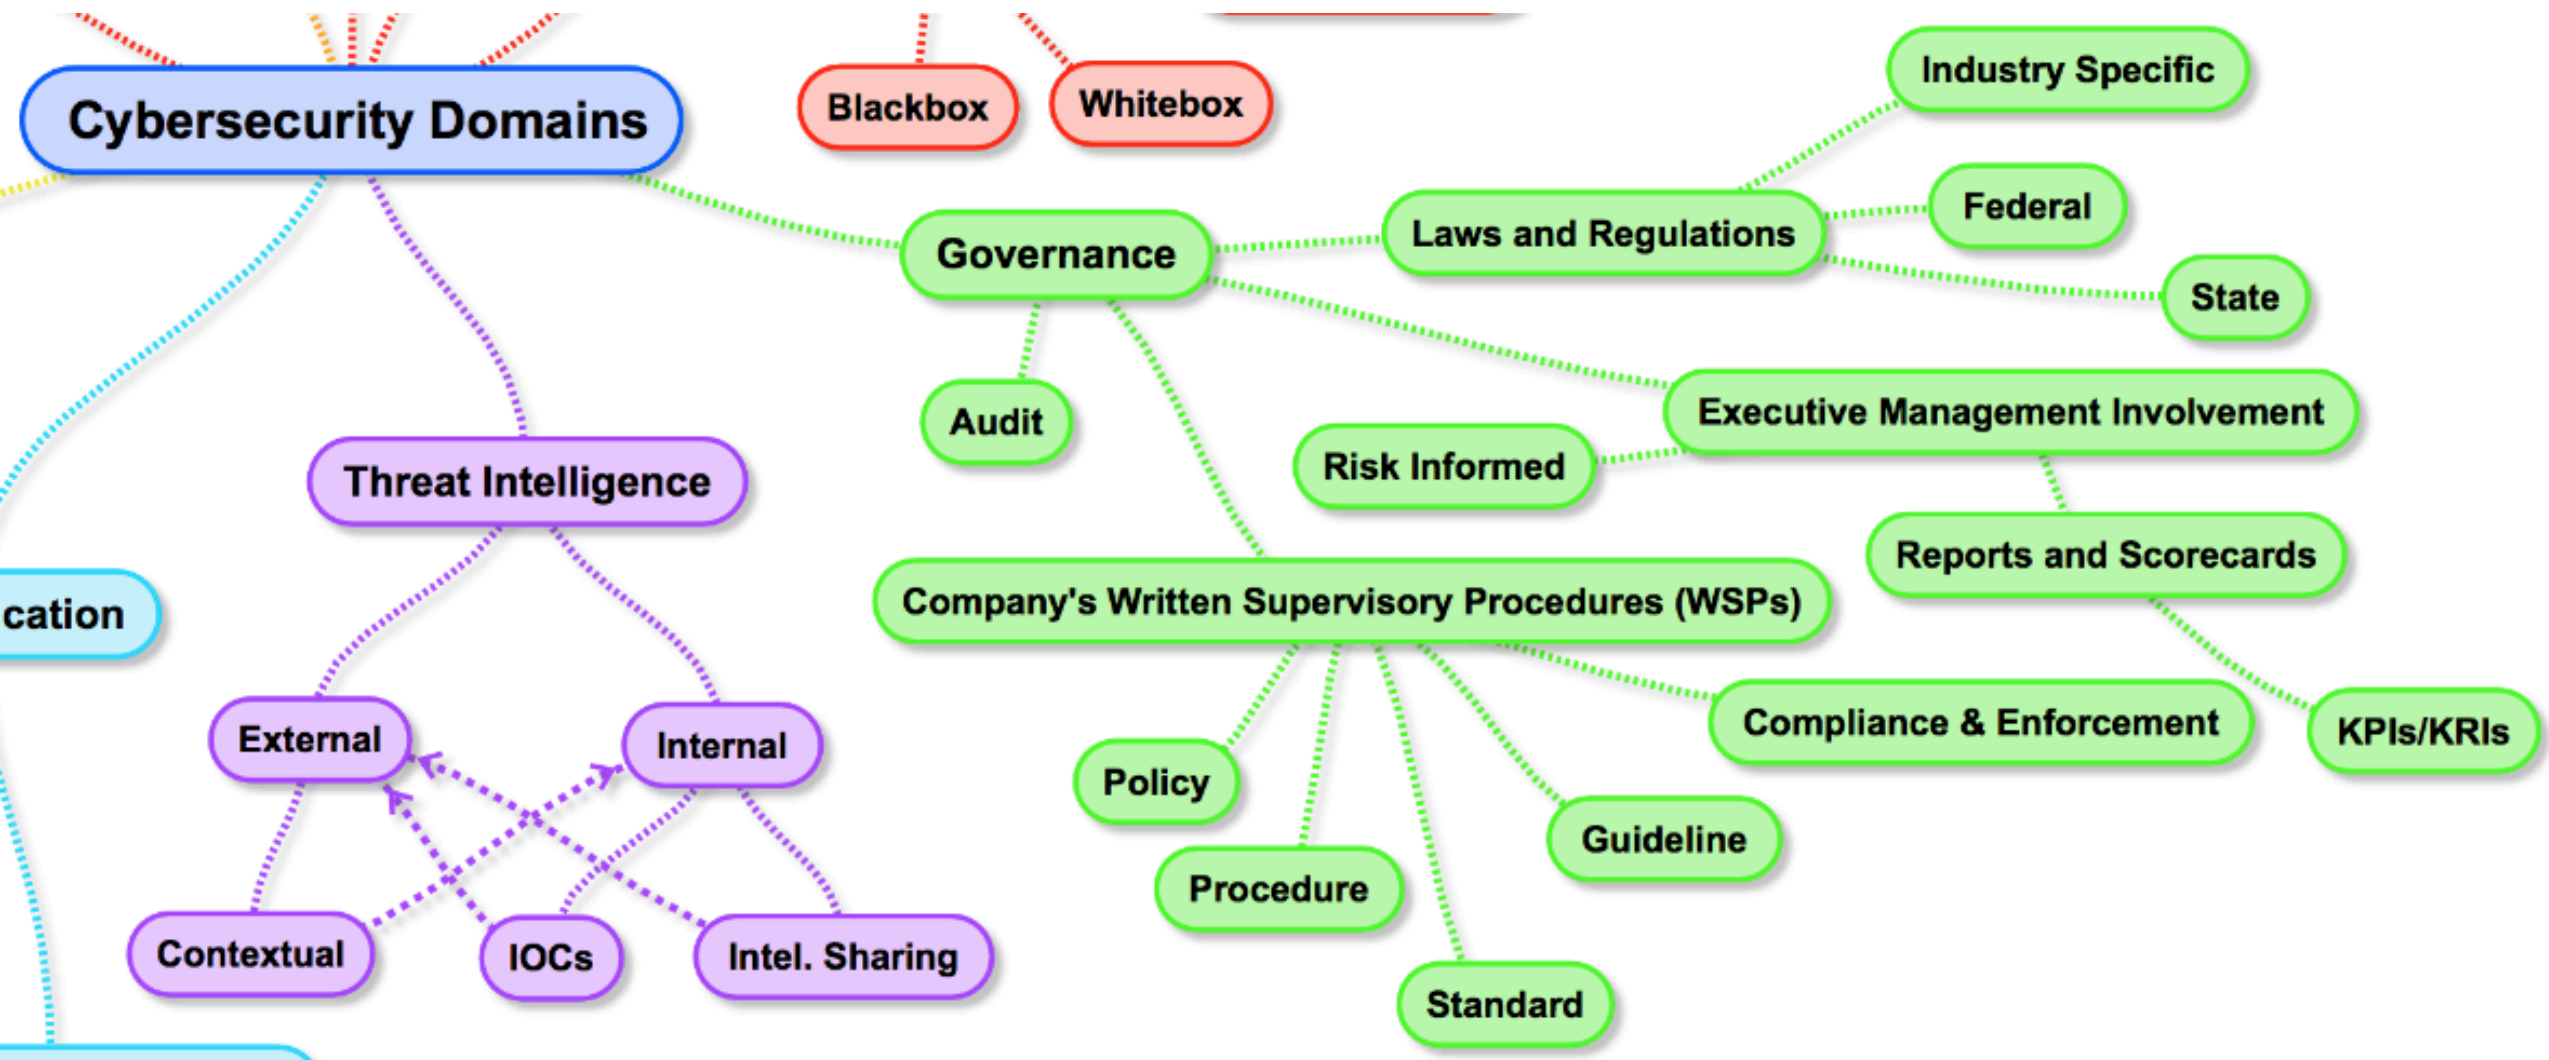 Cybersecurity Domains
Blackbox
Whitebox
Industry Specific
Federal
Laws and Regulations
State
Governance
Audit
Executive Management Involvement
Risk Informed
Reports and Scorecards
KPIs/KRIs
Company's Written Supervisory Procedures (WSPs)
Compliance & Enforcement
Policy
Procedure
Guideline
Standard
Threat Intelligence
cation
External
Internal
Contextual
IOCs
Intel. Sharing